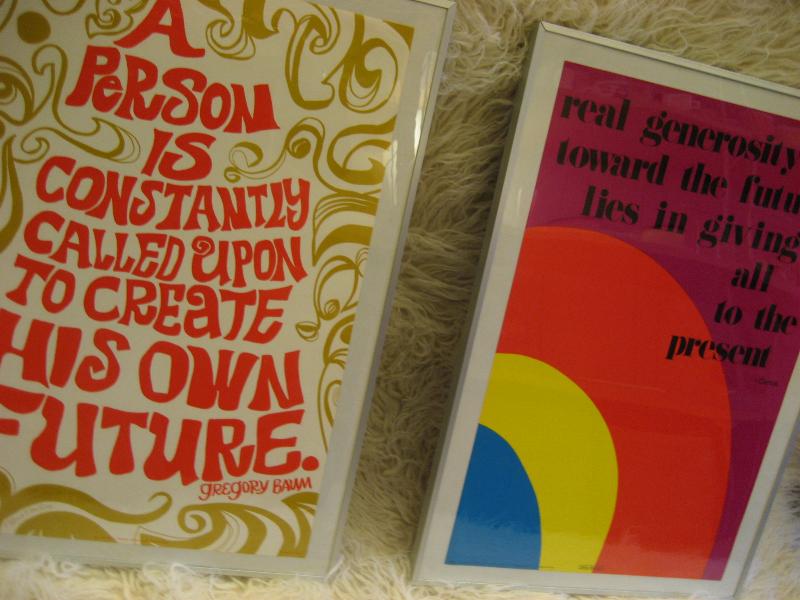 A
PeRSON
IS
CONSTANTLY
CALLED UPON
TO CREaTE
HIS OWN
FUTURE.
GReGORY BAUM
real generosity
toward the futu
lies in giving
all
to the
present